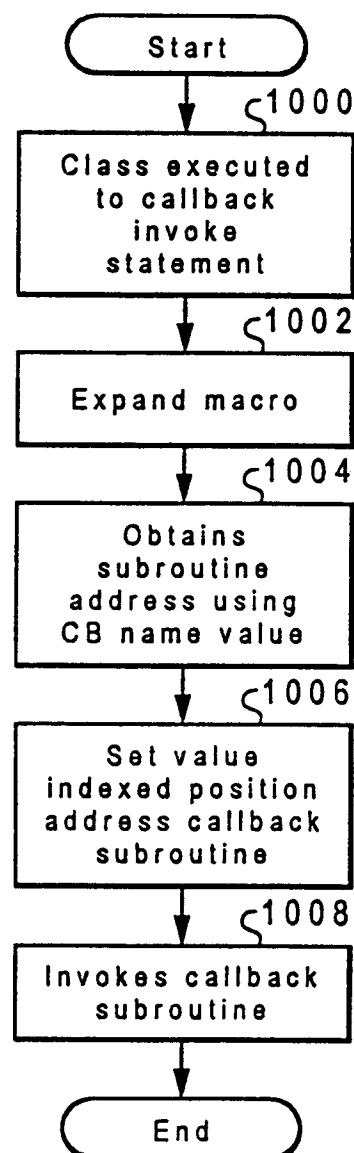 Start
1000
Class executed
to callback
invoke
statement
1002
Expand macro
1004
Obtains
subroutine
address using
CB name value
1006
Set value
indexed position
address callback
subroutine
1008
Invokes callback
subroutine
End